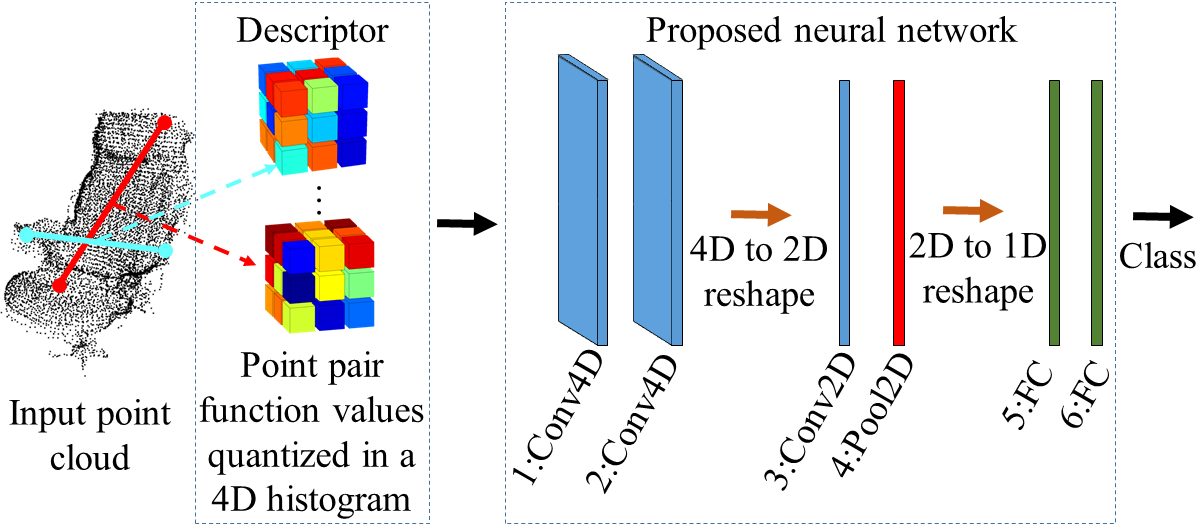 Descriptor
Proposed neural network
4D to 2D
reshape
2D to 1D
reshape
Class
Input point
cloud
Point pair
function values
quantized in a
4D histogram
1:Conv4D
2:Conv4D
3:Conv2D
4:Pool2D
5:FC
6:FC